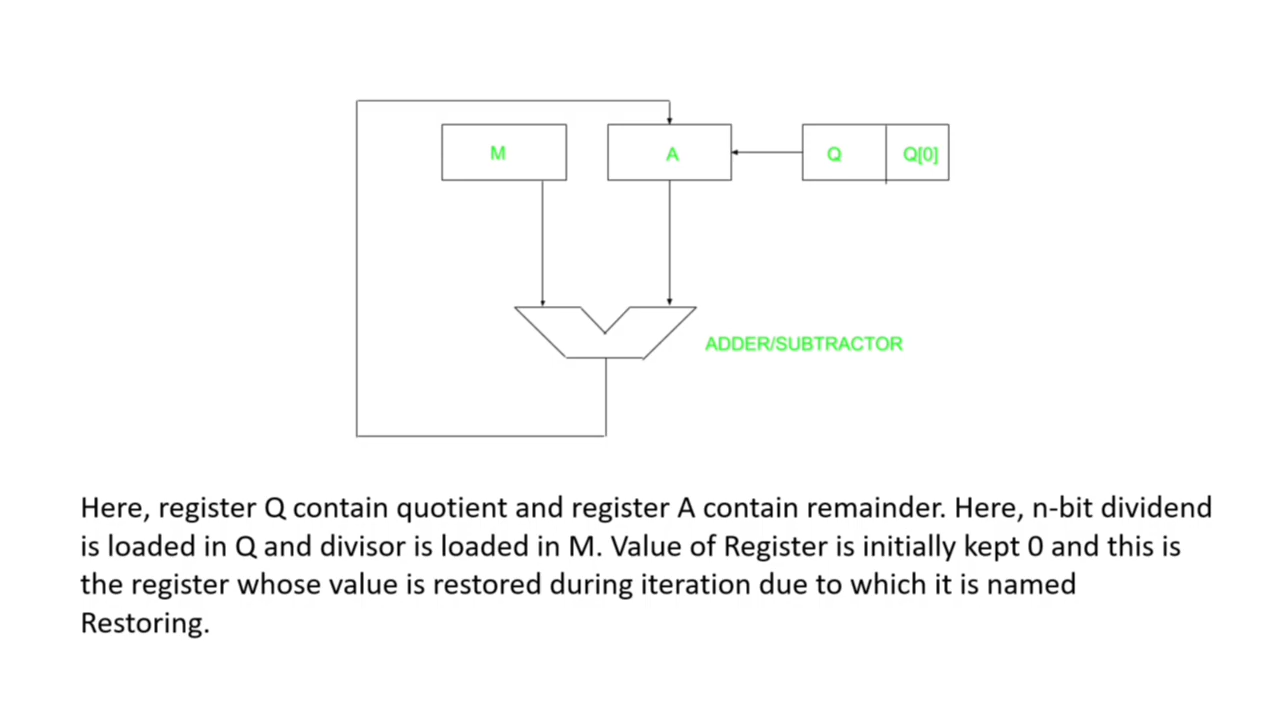 M
A
Q
Q[0]
ADDER/SUBTRACTOR
Here, register Q contain quotient and register A contain remainder. Here, n-bit dividend
is loaded in Q and divisor is loaded in M. Value of Register is initially kept 0 and this is
the register whose value is restored during iteration due to which it is named
Restoring.